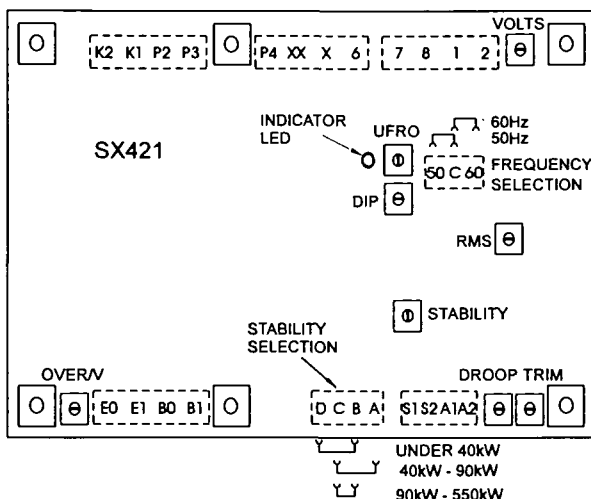 VOLTS
K2 K1 P2 P3
P4 XX X 6
7 8 1 2
INDICATOR
LED
UFRO
60Hz
50Hz
SX421
50 C 60
FREQUENCY
SELECTION
DIP
RMS
STABILITY
STABILITY
SELECTION
OVER/V
DROOP TRIM
E0 E1 B0 B1
D C B A
S1 S2 A1 A2
UNDER 40kW
40kW - 90kW
90kW - 550kW